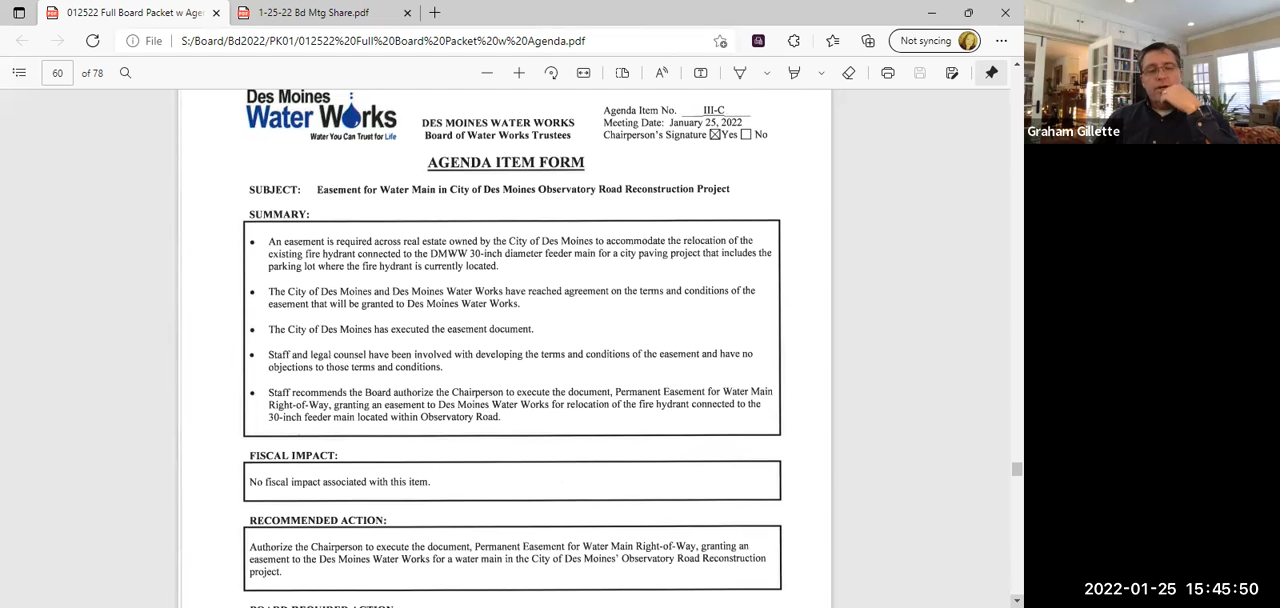 012522 Full Board Packet w Age
1-25-22 Bd Mtg Share.pdf
File S:/Board/Bd2022/PK01/012522%20Full%20Board%20Packet%20w%20Agenda.pdf
Not syncing
60 of 78
Des Moines
Water Works
Water You Can Trust for Life
DES MOINES WATER WORKS
Board of Water Works Trustees
Agenda Item No. III-C
Meeting Date: January 25, 2022
Chairperson's Signature ☒ Yes ☐ No
AGENDA ITEM FORM
SUBJECT: Easement for Water Main in City of Des Moines Observatory Road Reconstruction Project
SUMMARY:
• An easement is required across real estate owned by the City of Des Moines to accommodate the relocation of the
existing fire hydrant connected to the DMWW 30-inch diameter feeder main for a city paving project that includes the
parking lot where the fire hydrant is currently located.
• The City of Des Moines and Des Moines Water Works have reached agreement on the terms and conditions of the
easement that will be granted to Des Moines Water Works.
• The City of Des Moines has executed the easement document.
• Staff and legal counsel have been involved with developing the terms and conditions of the easement and have no
objections to those terms and conditions.
• Staff recommends the Board authorize the Chairperson to execute the document, Permanent Easement for Water Main
Right-of-Way, granting an easement to Des Moines Water Works for relocation of the fire hydrant connected to the
30-inch feeder main located within Observatory Road.
FISCAL IMPACT:
No fiscal impact associated with this item.
RECOMMENDED ACTION:
Authorize the Chairperson to execute the document, Permanent Easement for Water Main Right-of-Way, granting an
easement to the Des Moines Water Works for a water main in the City of Des Moines' Observatory Road Reconstruction
project.
BOARD REQUIRED ACTION
Graham Gillette
2022-01-25 15:45:50